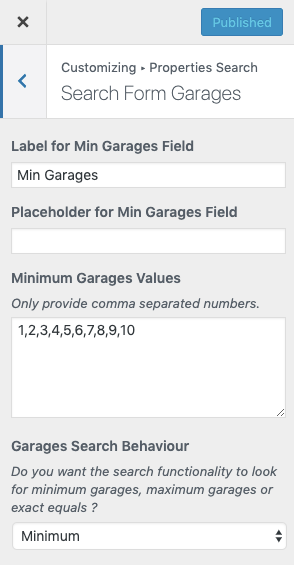 Published
Customizing ▸ Properties Search
Search Form Garages
Label for Min Garages Field
Min Garages
Placeholder for Min Garages Field
Minimum Garages Values
Only provide comma separated numbers.
1,2,3,4,5,6,7,8,9,10
Garages Search Behaviour
Do you want the search functionality to look
for minimum garages, maximum garages or
exact equals ?
Minimum